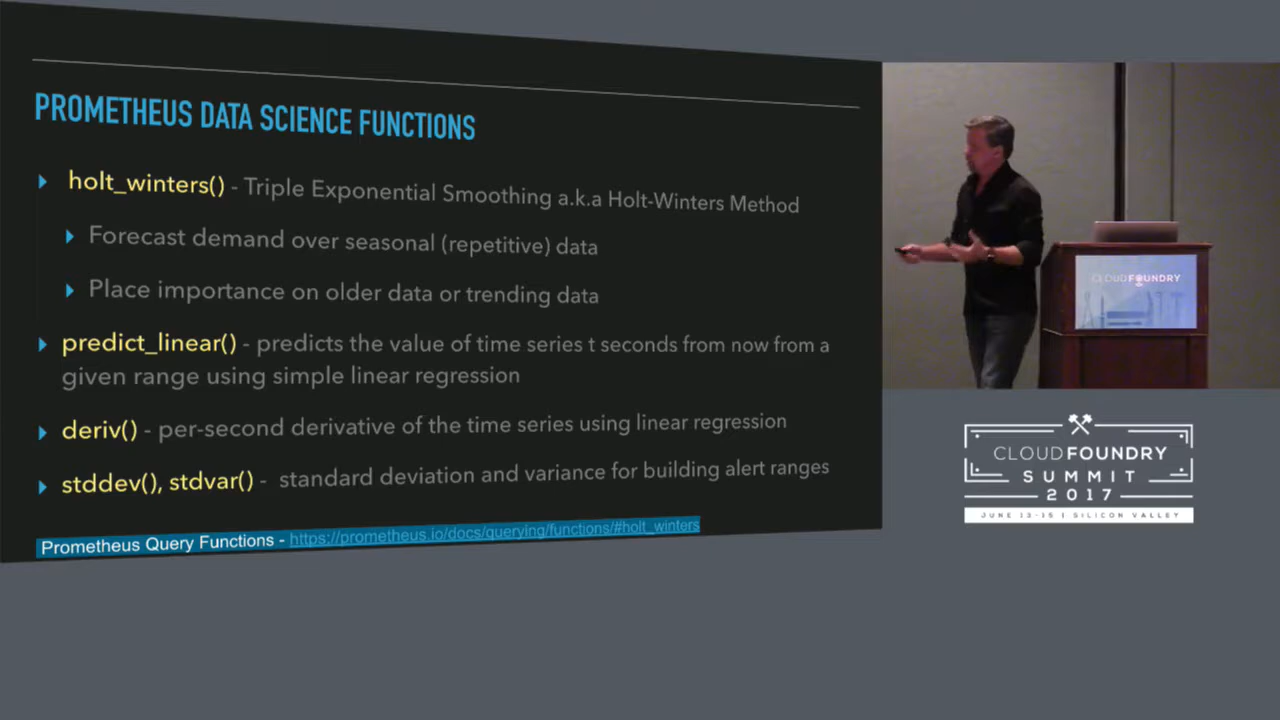 PROMETHEUS DATA SCIENCE FUNCTIONS
holt_winters() - Triple Exponential Smoothing a.k.a Holt-Winters Method
Forecast demand over seasonal (repetitive) data
Place importance on older data or trending data
predict_linear() - predicts the value of time series t seconds from now from a
given range using simple linear regression
deriv() - per-second derivative of the time series using linear regression
stddev(), stdvar() - standard deviation and variance for building alert ranges
Prometheus Query Functions - https://prometheus.io/docs/querying/functions/#holt_winters
CLOUDFOUNDRY
CLOUDFOUNDRY
SUMMIT
2017
JUNE 13-15 | SILICON VALLEY